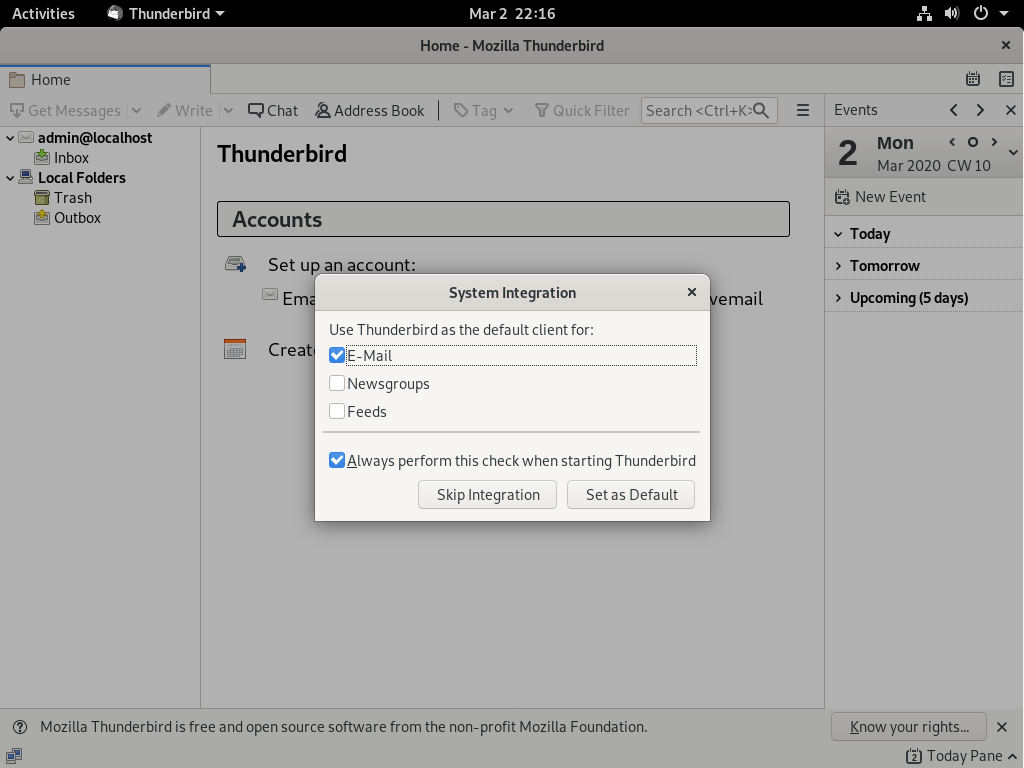 Activities
Thunderbird
Mar 2 22:16
Home - Mozilla Thunderbird
Home
Get Messages
Write
Chat
Address Book
Tag
Quick Filter
Search <Ctrl+K>
Events
admin@localhost
Inbox
Local Folders
Trash
Outbox
Thunderbird
Accounts
Set up an account:
Create
2
Mon
Mar 2020 CW 10
New Event
Today
Tomorrow
Upcoming (5 days)
System Integration
Use Thunderbird as the default client for:
E-Mail
Newsgroups
Feeds
Always perform this check when starting Thunderbird
Skip Integration
Set as Default
Mozilla Thunderbird is free and open source software from the non-profit Mozilla Foundation.
Know your rights...
2
Today Pane